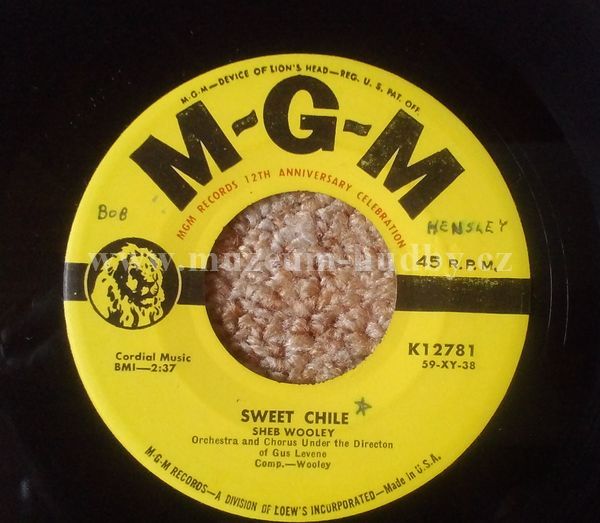 M-G-M—DEVICE OF LION'S HEAD—REG. U. S. PAT. OFF.
M-G-M
MGM RECORDS 12TH ANNIVERSARY CELEBRATION
BOB
HENSLEY
www.muzeum-hudby.cz
45 R.P.M.
Cordial Music
BMI—2:37
K12781
59-XY-38
SWEET CHILE
SHEB WOOLEY
Orchestra and Chorus Under the Directon
of Gus Levene
Comp.—Wooley
M-G-M RECORDS—A DIVISION OF LOEW'S INCORPORATED—Made in U.S.A.